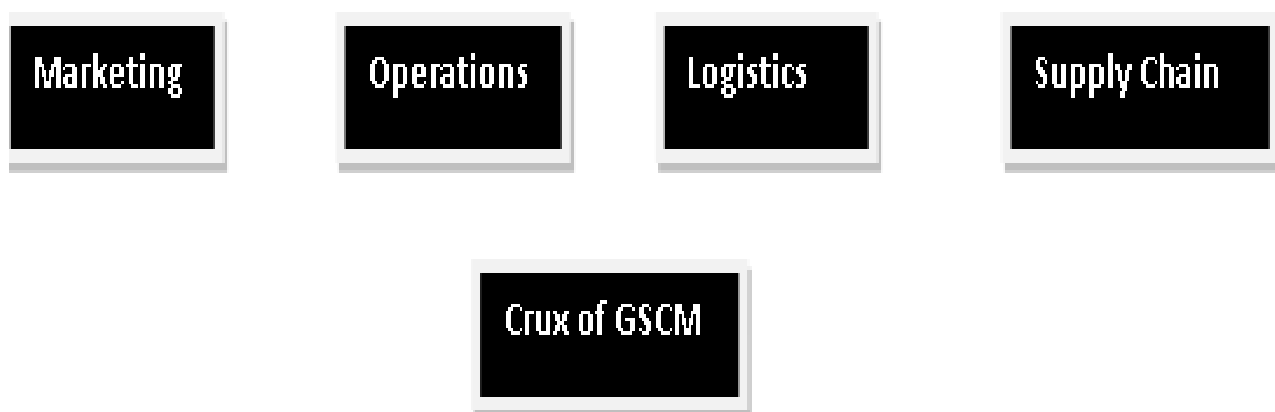 Marketing
Operations
Logistics
Supply Chain
Crux of GSCM